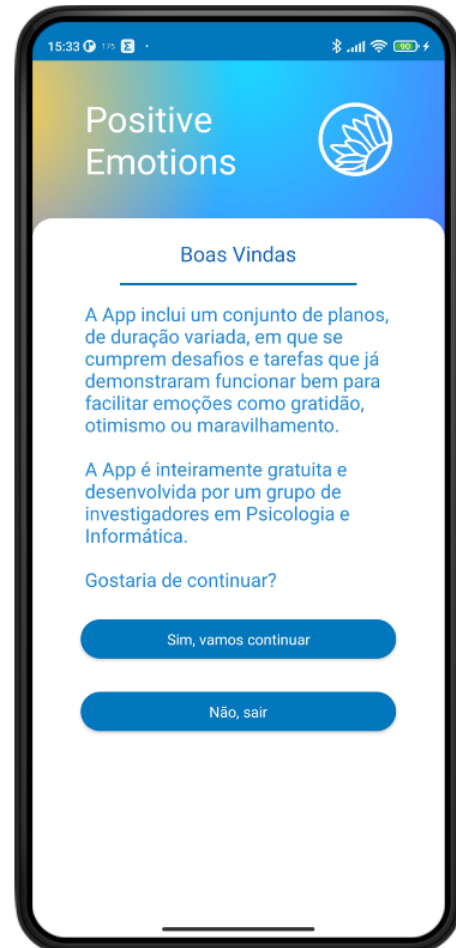 15:33 175 Σ
90
Positive
Emotions
Boas Vindas
A App inclui um conjunto de planos,
de duração variada, em que se
cumprem desafios e tarefas que já
demonstraram funcionar bem para
facilitar emoções como gratidão,
otimismo ou maravilhamento.
A App é inteiramente gratuita e
desenvolvida por um grupo de
investigadores em Psicologia e
Informática.
Gostaria de continuar?
Sim, vamos continuar
Não, sair